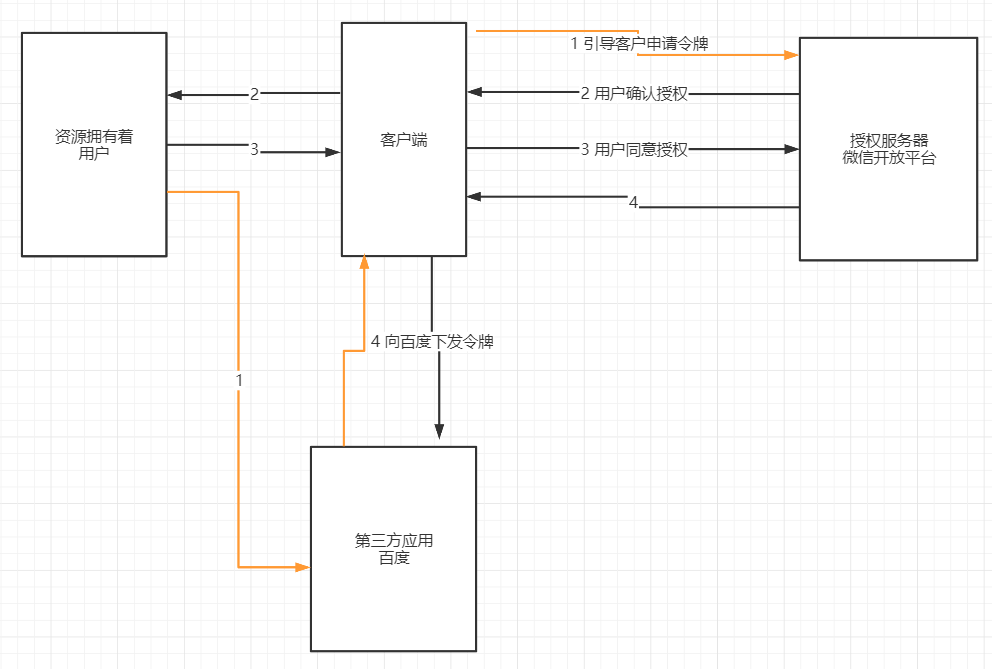 1 引导客户申请令牌
2
2 用户确认授权
资源拥有着
用户
客户端
授权服务器
微信开放平台
3
3 用户同意授权
4
4 向百度下发令牌
1
第三方应用
百度